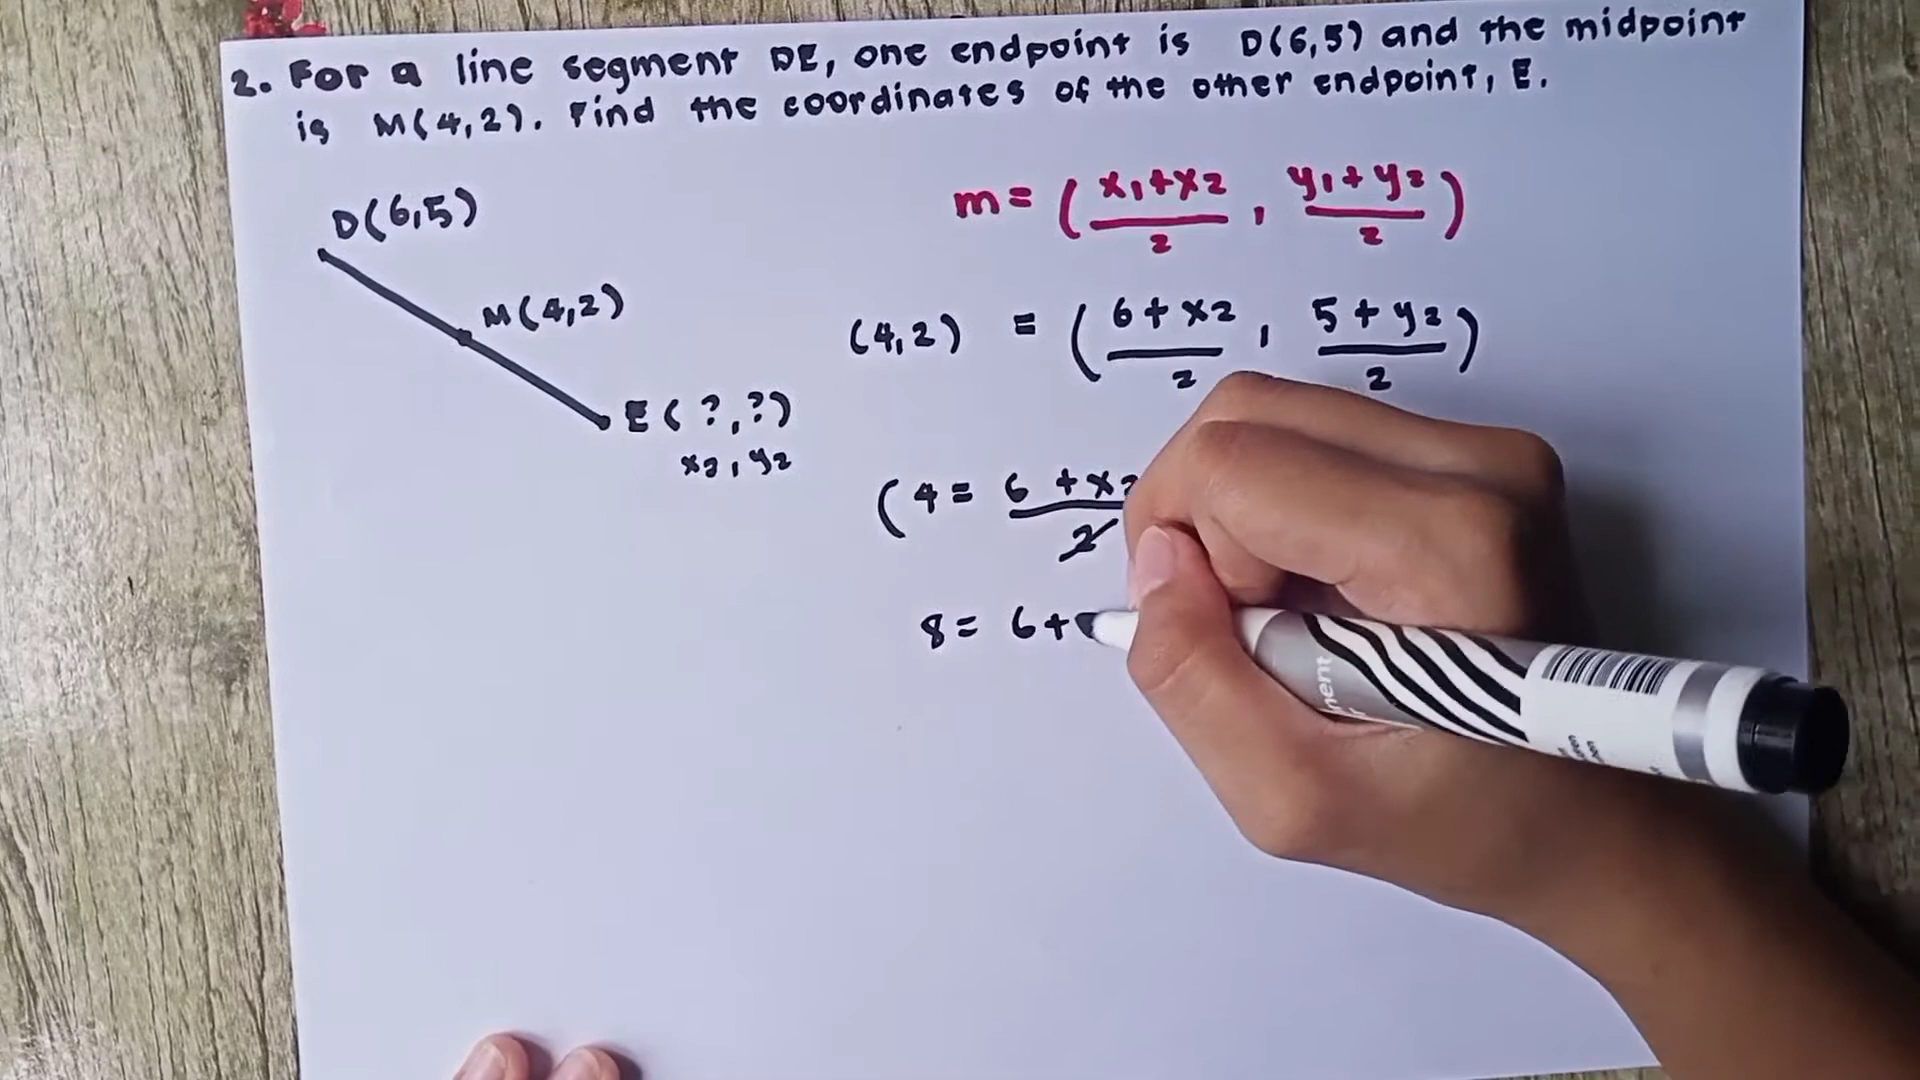 2. For a line segment DE, one endpoint is D(6,5) and the midpoint
is M(4,2). Find the coordinates of the other endpoint, E.
D(6,5)
M(4,2)
E(?,?)
x2, y2
m= (x1+x2/2, y1+y2/2)
(4,2) = (6+x2/2, 5+y2/2)
(4= 6+x2/2
8= 6+
nent